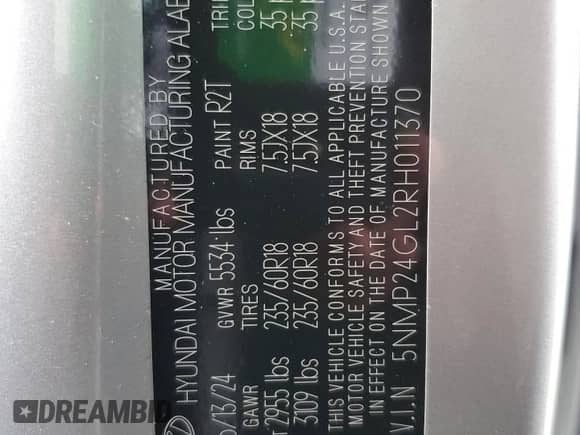 MANUFACTURED BY
HYUNDAI MOTOR MANUFACTURING
/13/24 GVWR 5534 lbs PAINT R2T
GAWR TIRES RIMS
2955 lbs 235/60R18 7.5JX18 35
3109 lbs 235/60R18 7.5JX18 35
THIS VEHICLE CONFORMS TO ALL APPLICABLE U.S.A.
MOTOR VEHICLE SAFETY AND THEFT PREVENTION
IN EFFECT ON THE DATE OF MANUFACTURE SHOWN
V.I.N 5NMP24GL2RH011370
DREAMBID